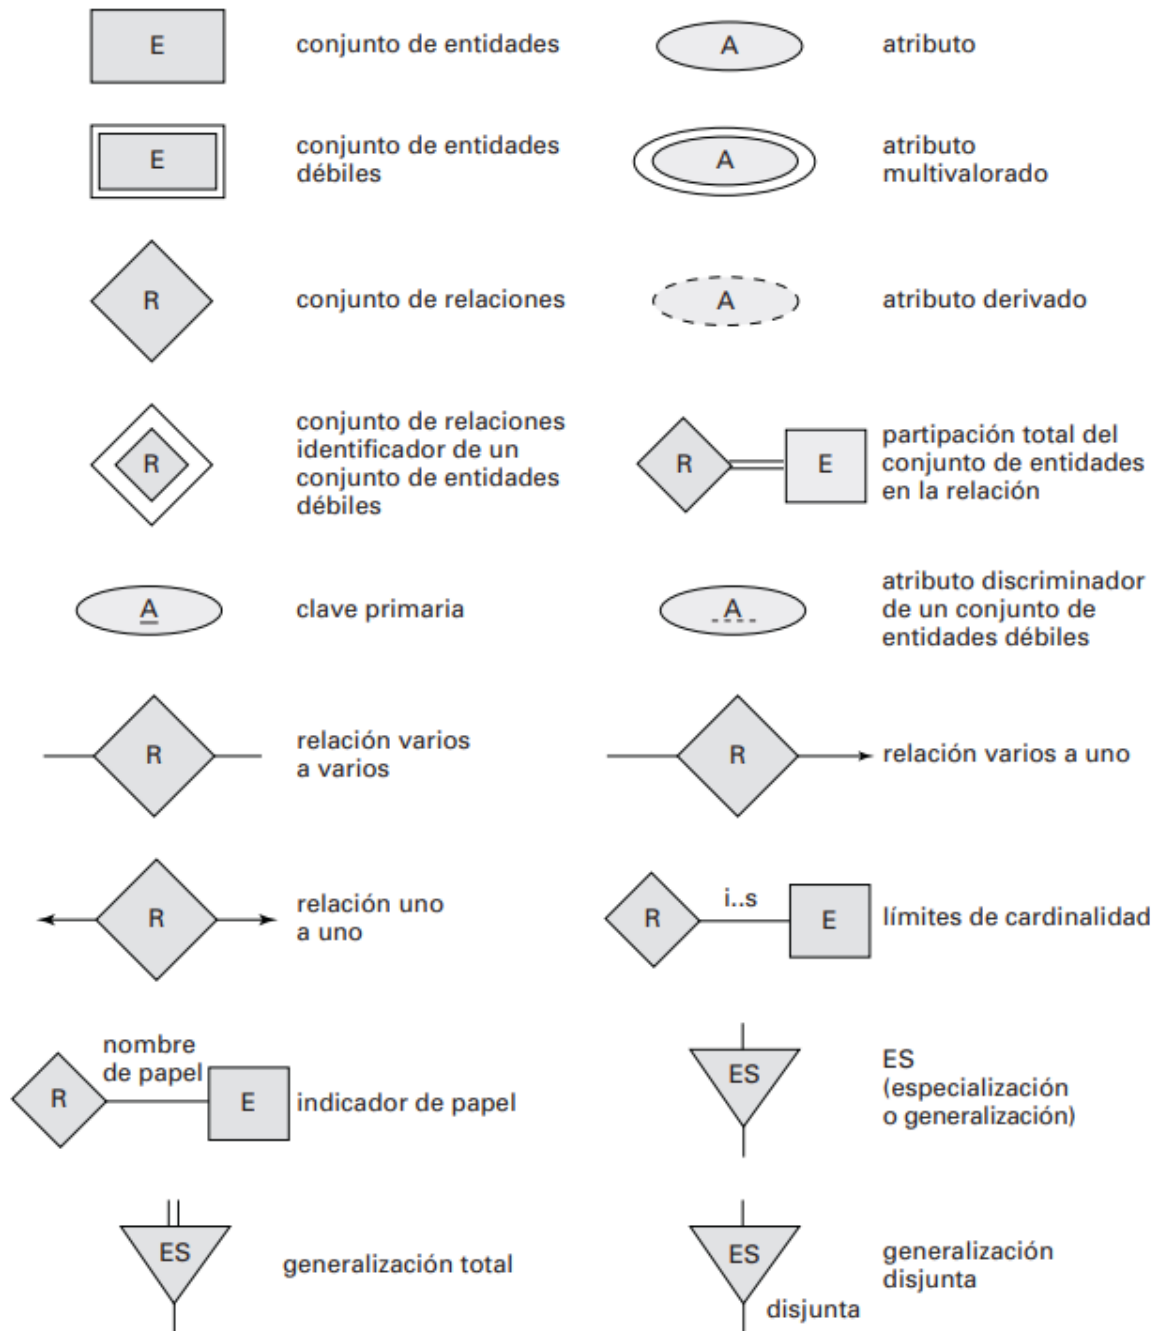 E
conjunto de entidades
A
atributo
E
conjunto de entidades
débiles
A
atributo
multivalorado
R
conjunto de relaciones
A
atributo derivado
R
conjunto de relaciones
identificador de un
conjunto de entidades
débiles
R
E
partipación total del
conjunto de entidades
en la relación
A
clave primaria
A
atributo discriminador
de un conjunto de
entidades débiles
R
relación varios
a varios
R
relación varios a uno
R
relación uno
a uno
R
i..s
E
límites de cardinalidad
R
nombre
de papel
E
indicador de papel
ES
ES
(especialización
o generalización)
ES
generalización total
ES
disjunta
generalización
disjunta